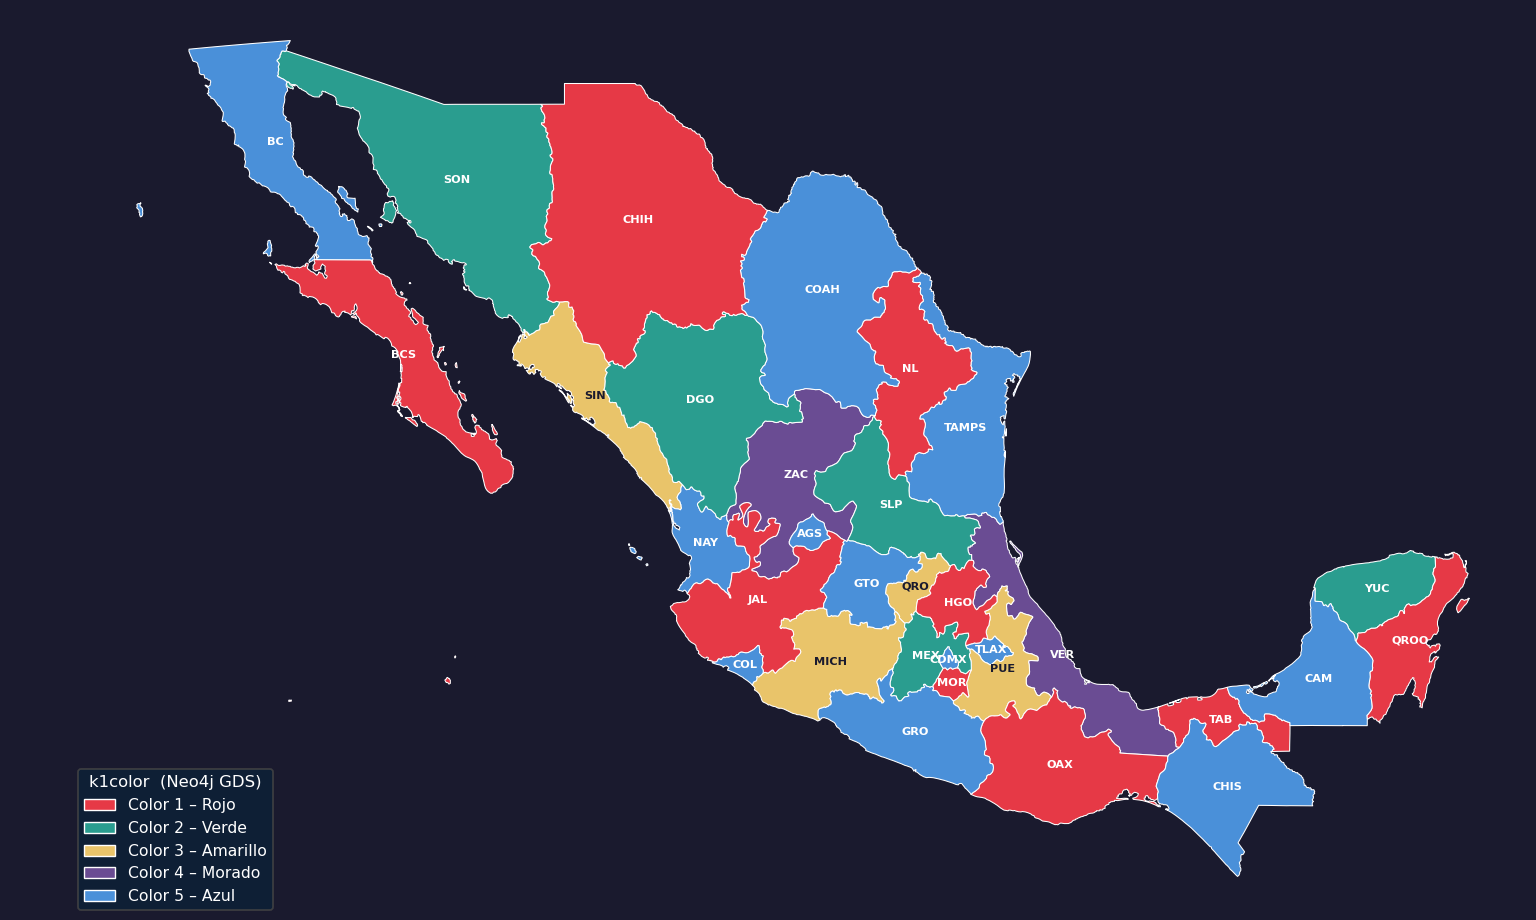 BC
SON
CHIH
COAH
BCS
NL
SIN
DGO
TAMPS
ZAC
SLP
AGS
NAY
GTO
QRO
YUC
JAL
HGO
QROO
MEX
CDMX
TLAX
VER
MICH
COL
PUE
CAM
MOR
TAB
GRO
OAX
CHIS
k1color (Neo4j GDS)
Color 1 – Rojo
Color 2 – Verde
Color 3 – Amarillo
Color 4 – Morado
Color 5 – Azul